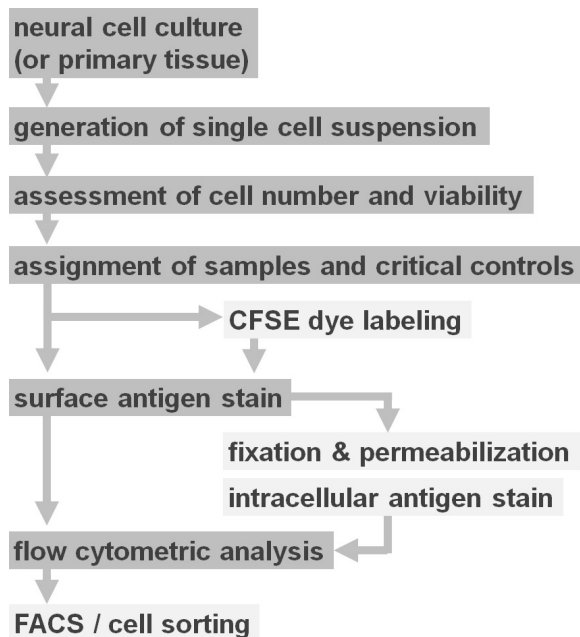 neural cell culture
(or primary tissue)
generation of single cell suspension
assessment of cell number and viability
assignment of samples and critical controls
CFSE dye labeling
surface antigen stain
fixation & permeabilization
intracellular antigen stain
flow cytometric analysis
FACS / cell sorting